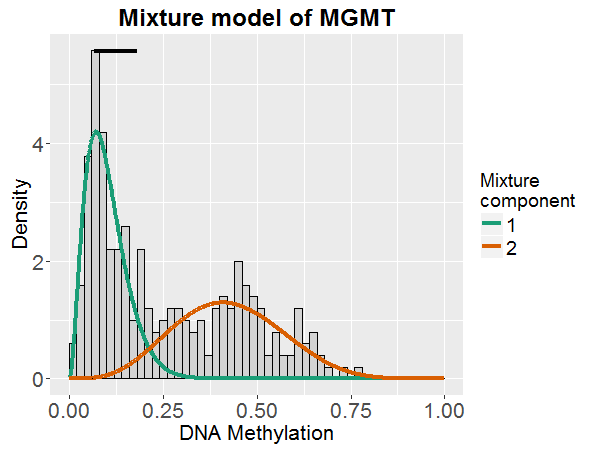 Mixture model of MGMT
Density
4
2
0
0.00 0.25 0.50 0.75 1.00
DNA Methylation
Mixture
component
1
2